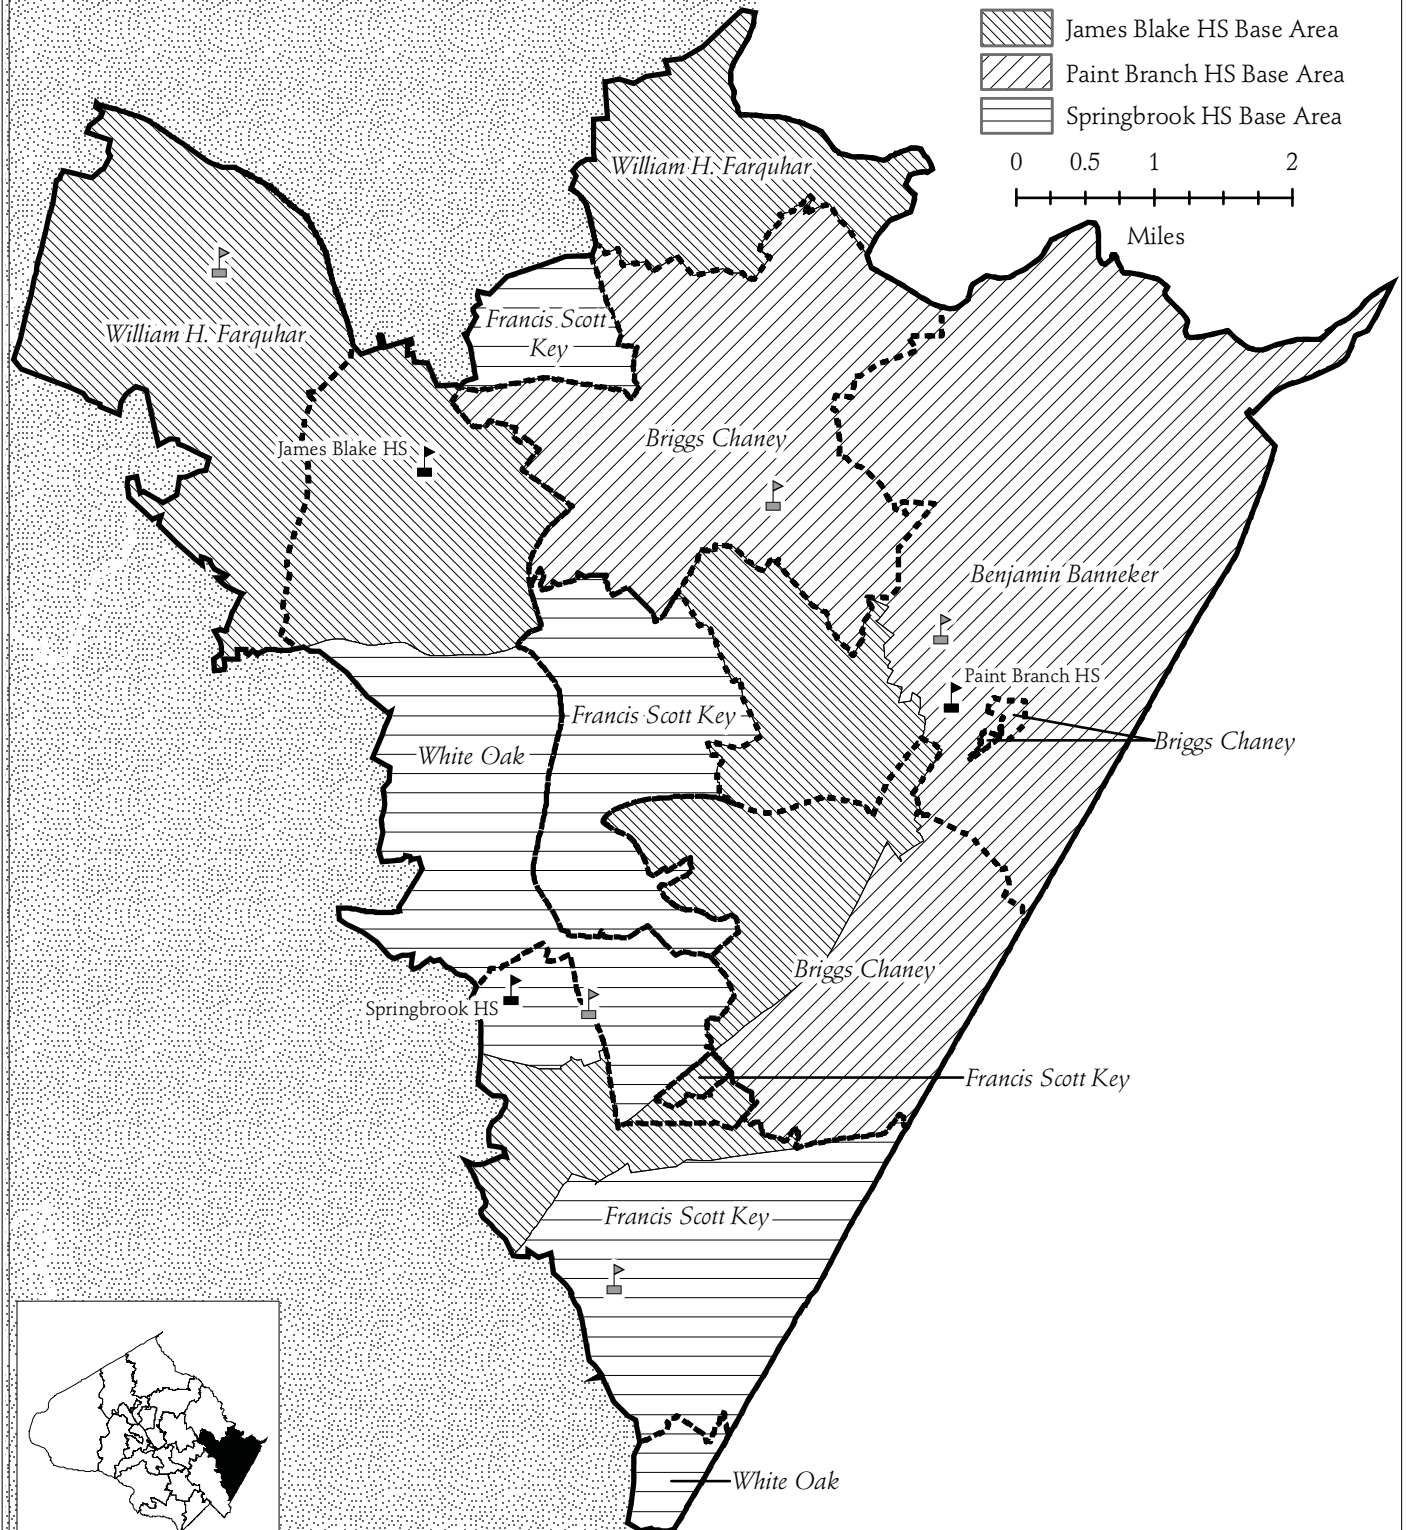 James Blake HS Base Area
Paint Branch HS Base Area
Springbrook HS Base Area
0 0.5 1 2
Miles
William H. Farquhar
William H. Farquhar
Francis Scott
Key
James Blake HS
Briggs Chaney
Benjamin Banneker
Paint Branch HS
Francis Scott Key
Briggs Chaney
White Oak
Briggs Chaney
Springbrook HS
Francis Scott Key
Francis Scott Key
White Oak